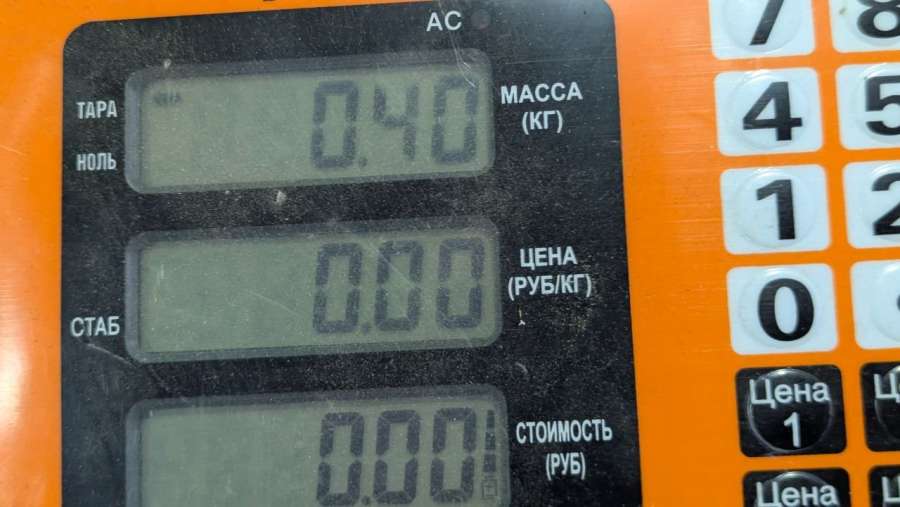 AC
ТАРА
0.40
МАССА
(КГ)
НОЛЬ
0.00
ЦЕНА
(РУБ/КГ)
СТАБ
0.00
СТОИМОСТЬ
(РУБ)
7 8
4 5
1 2
0
Цена
1
Цена